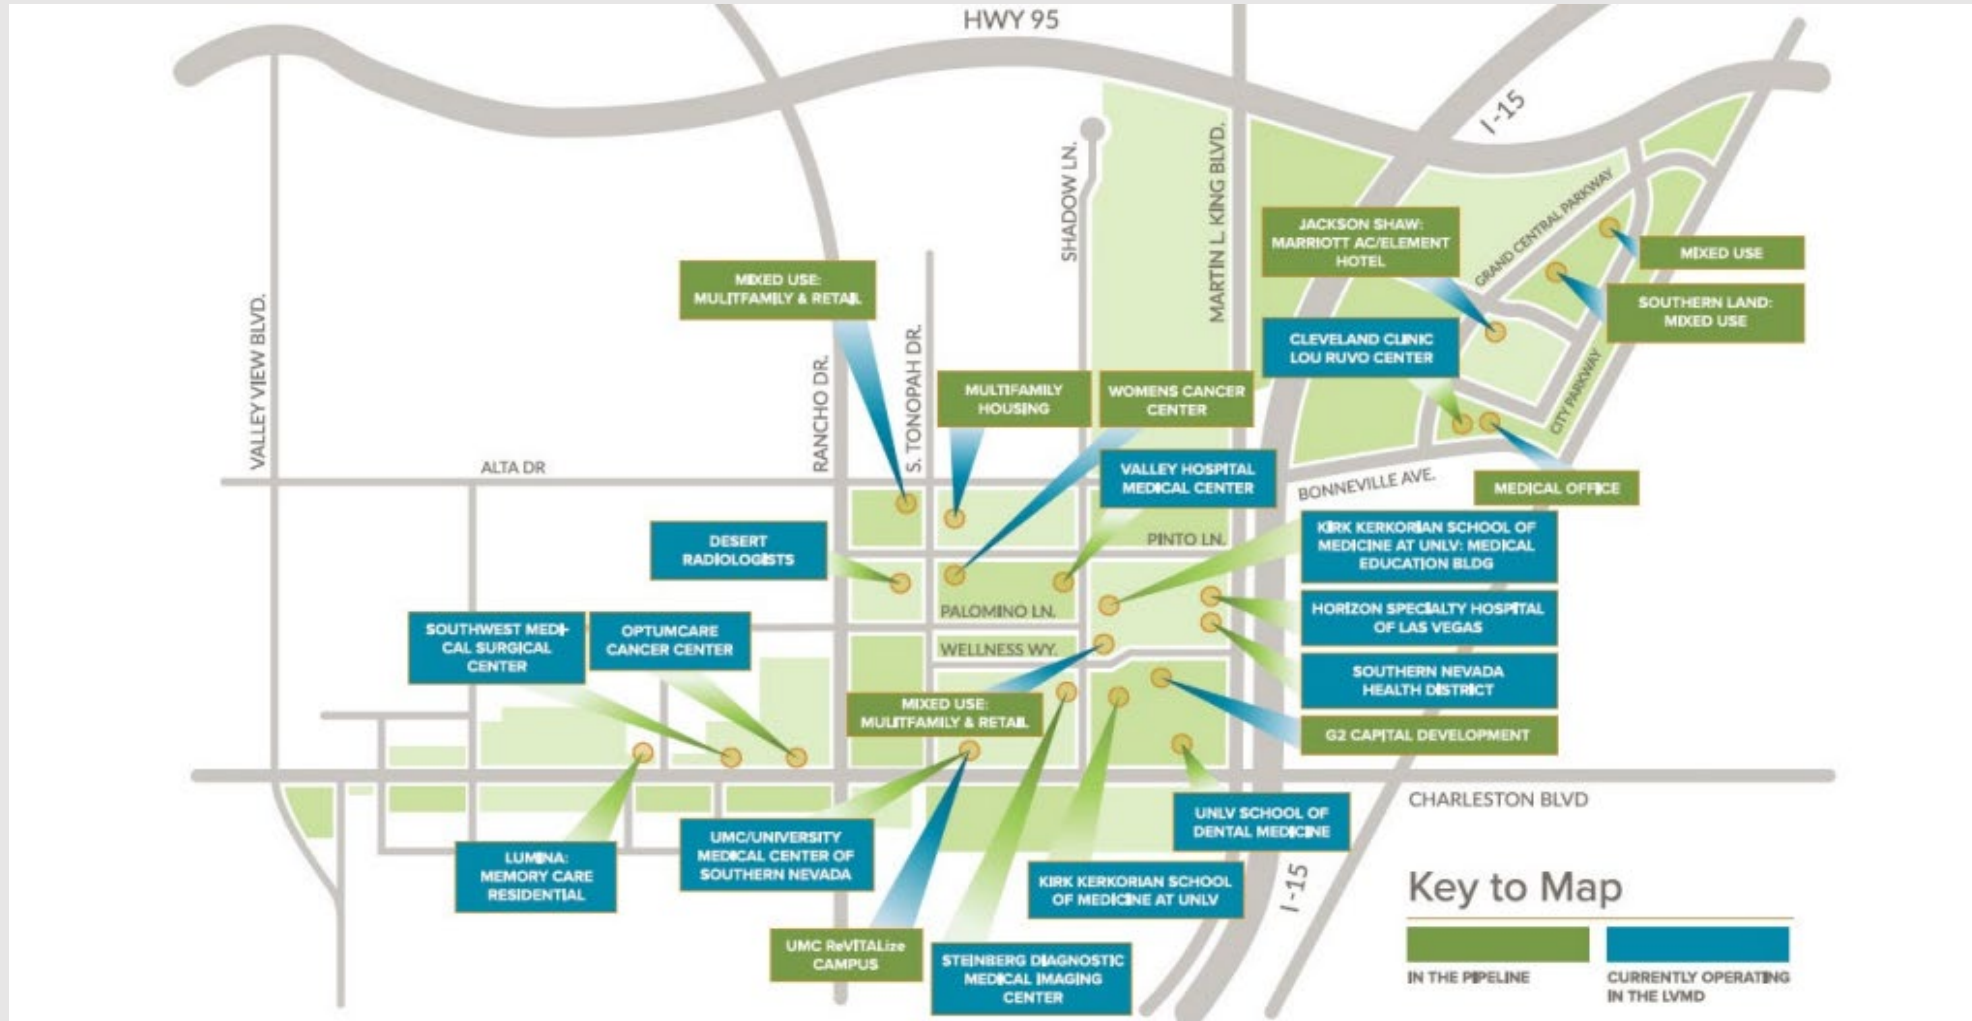 HWY 95
I-15
SHADOW LN.
MARTIN L. KING BLVD.
GRAND CENTRAL PARKWAY
JACKSON SHAW:
MARRIOTT AC/ELEMENT
HOTEL
MIXED USE
MIXED USE:
MULITFAMILY & RETAIL
SOUTHERN LAND:
MIXED USE
VALLEY VIEW BLVD.
RANCHO DR.
S. TONOPAH DR.
CLEVELAND CLINIC
LOU RUVO CENTER
CITY PARKWAY
MULTIFAMILY
HOUSING
WOMENS CANCER
CENTER
ALTA DR
VALLEY HOSPITAL
MEDICAL CENTER
BONNEVILLE AVE.
MEDICAL OFFICE
DESERT
RADIOLOGISTS
PINTO LN.
KIRK KERKORIAN SCHOOL OF
MEDICINE AT UNLV: MEDICAL
EDUCATION BLDG
PALOMINO LN.
HORIZON SPECIALTY HOSPITAL
OF LAS VEGAS
SOUTHWEST MEDI-
CAL SURGICAL
CENTER
OPTUMCARE
CANCER CENTER
WELLNESS WY.
SOUTHERN NEVADA
HEALTH DISTRICT
MIXED USE:
MULITFAMILY & RETAIL
G2 CAPITAL DEVELOPMENT
CHARLESTON BLVD
UNLV SCHOOL OF
DENTAL MEDICINE
UMC/UNIVERSITY
MEDICAL CENTER OF
SOUTHERN NEVADA
LUMINA:
MEMORY CARE
RESIDENTIAL
KIRK KERKORIAN SCHOOL
OF MEDICINE AT UNLV
I-15
UMC ReVITALize
CAMPUS
STEINBERG DIAGNOSTIC
MEDICAL IMAGING
CENTER
Key to Map
IN THE PIPELINE
CURRENTLY OPERATING
IN THE LVMD